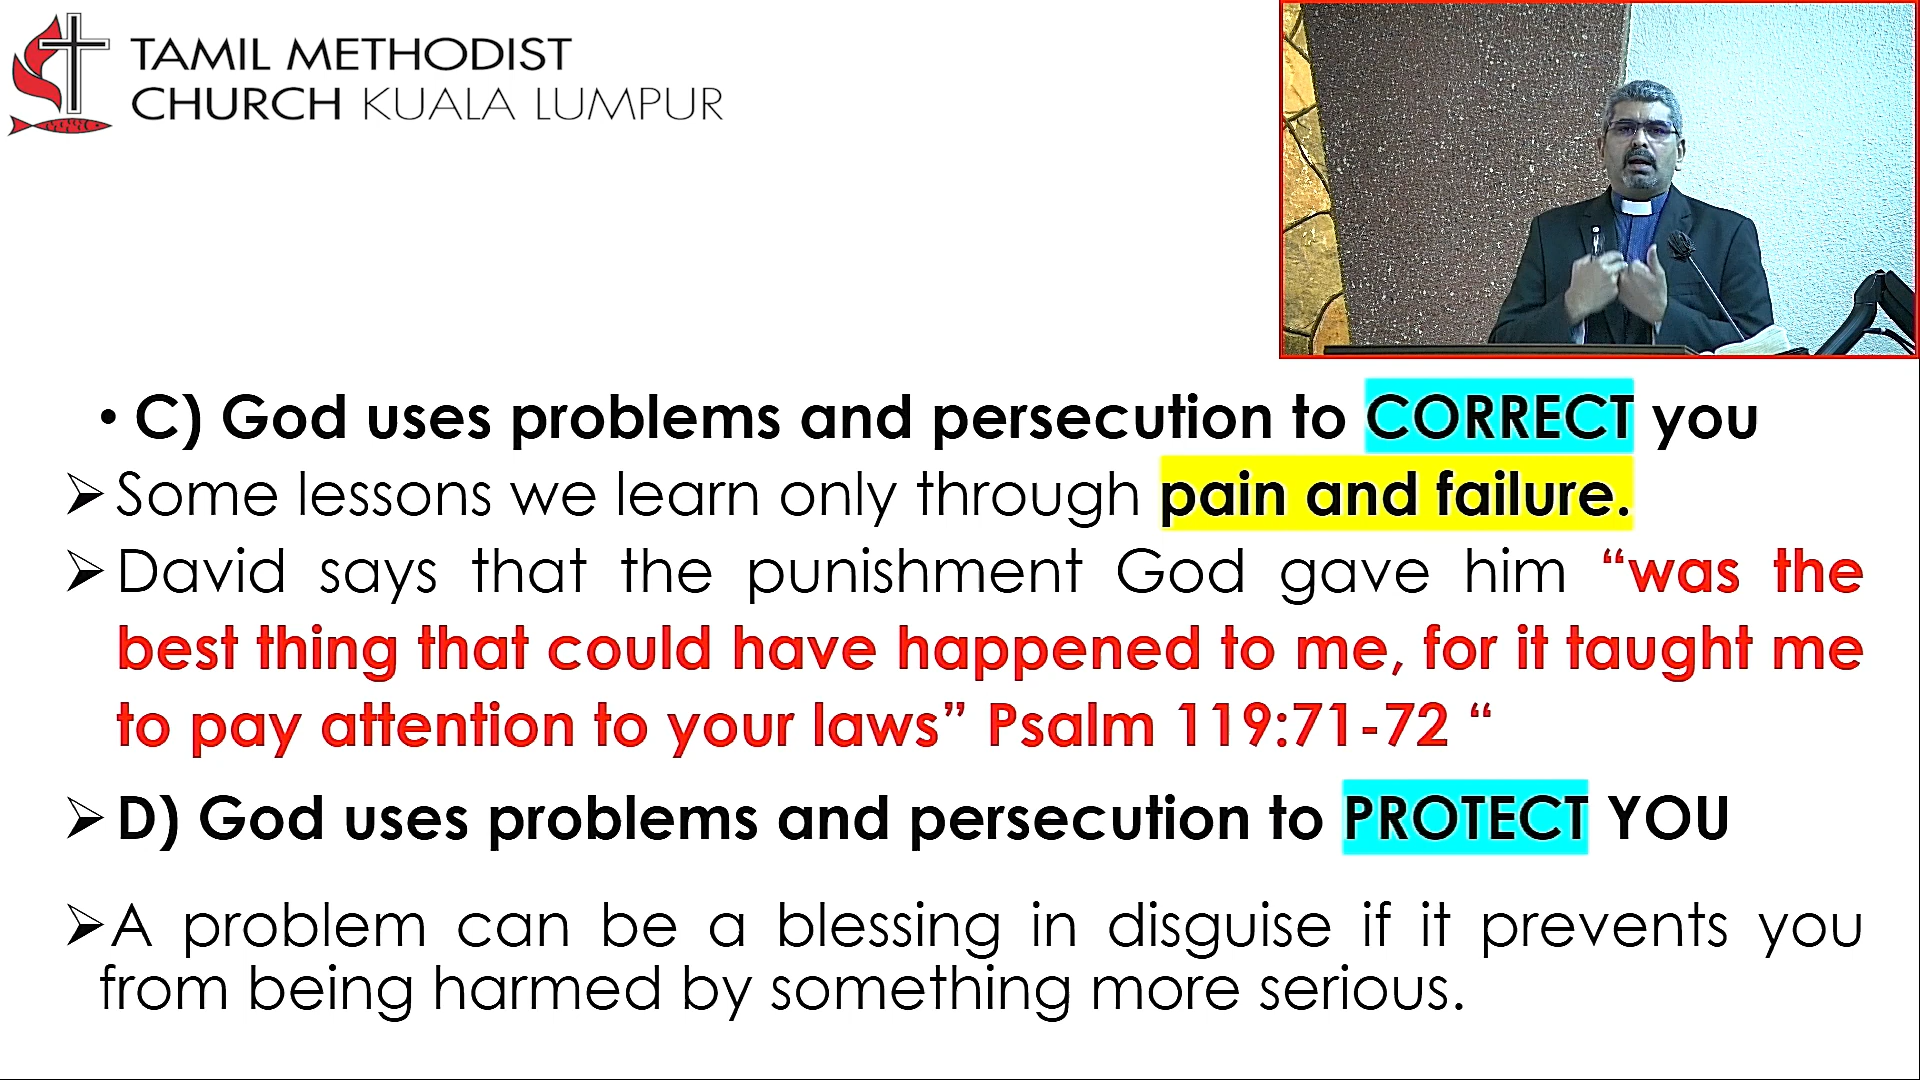 TAMIL METHODIST
CHURCH KUALA LUMPUR
• C) God uses problems and persecution to CORRECT you
➢ Some lessons we learn only through pain and failure.
➢ David says that the punishment God gave him “was the
best thing that could have happened to me, for it taught me
to pay attention to your laws” Psalm 119:71-72 “
➢ D) God uses problems and persecution to PROTECT YOU
➢ A problem can be a blessing in disguise if it prevents you
from being harmed by something more serious.